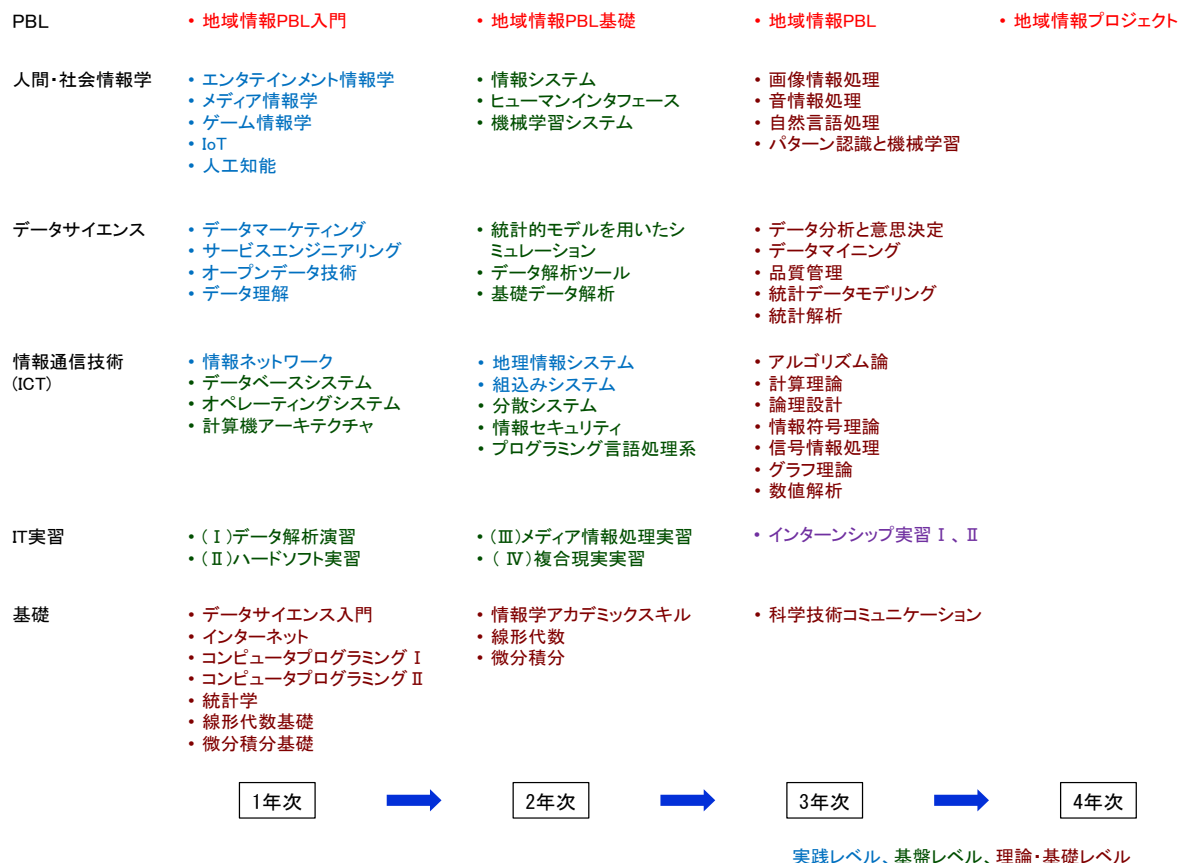 PBL
• 地域情報PBL入門
• 地域情報PBL基礎
• 地域情報PBL
• 地域情報プロジェクト
人間・社会情報学
• エンタテインメント情報学
• メディア情報学
• ゲーム情報学
• IoT
• 人工知能
• 情報システム
• ヒューマンインタフェース
• 機械学習システム
• 画像情報処理
• 音情報処理
• 自然言語処理
• パターン認識と機械学習
データサイエンス
• データマーケティング
• サービスエンジニアリング
• オープンデータ技術
• データ理解
• 統計的モデルを用いたシ
ミュレーション
• データ解析ツール
• 基礎データ解析
• データ分析と意思決定
• データマイニング
• 品質管理
• 統計データモデリング
• 統計解析
情報通信技術
(ICT)
• 情報ネットワーク
• データベースシステム
• オペレーティングシステム
• 計算機アーキテクチャ
• 地理情報システム
• 組込みシステム
• 分散システム
• 情報セキュリティ
• プログラミング言語処理系
• アルゴリズム論
• 計算理論
• 論理設計
• 情報符号理論
• 信号情報処理
• グラフ理論
• 数値解析
IT実習
• (Ⅰ)データ解析演習
• (Ⅱ)ハードソフト実習
• (Ⅲ)メディア情報処理実習
• (Ⅳ)複合現実実習
• インターンシップ実習Ⅰ、Ⅱ
基礎
• データサイエンス入門
• インターネット
• コンピュータプログラミングⅠ
• コンピュータプログラミングⅡ
• 統計学
• 線形代数基礎
• 微分積分基礎
• 情報学アカデミックスキル
• 線形代数
• 微分積分
• 科学技術コミュニケーション
1年次
2年次
3年次
4年次
実践レベル、基盤レベル、理論・基礎レベル